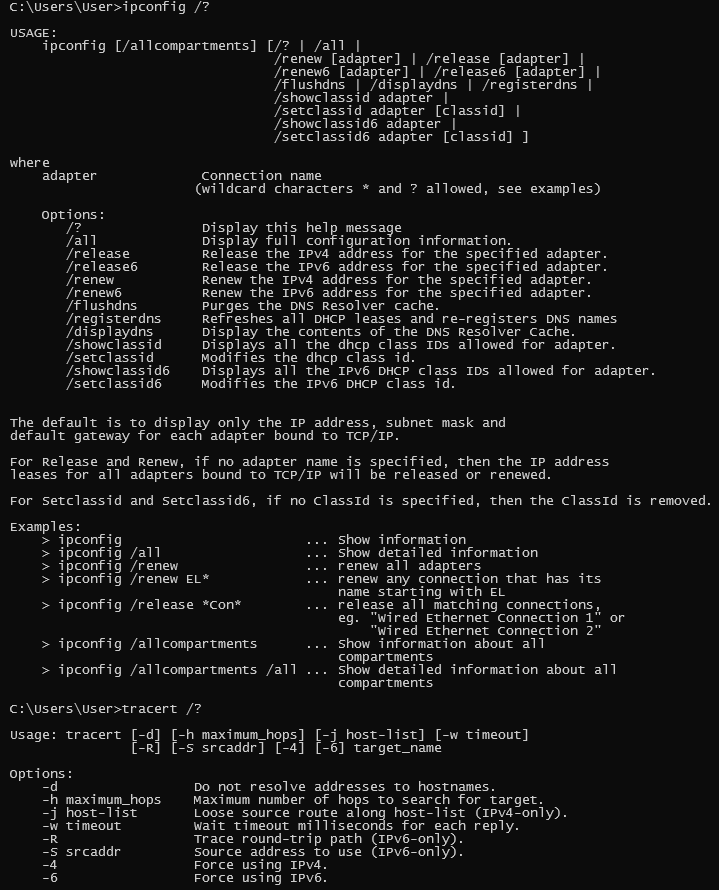 C:\Users\User>ipconfig /?
USAGE:
ipconfig [/allcompartments] [/? | /all |
/renew [adapter] | /release [adapter] |
/renew6 [adapter] | /release6 [adapter] |
/flushdns | /displaydns | /registerdns |
/showclassid adapter |
/setclassid adapter [classid] |
/showclassid6 adapter |
/setclassid6 adapter [classid] ]
where
adapter Connection name
(wildcard characters * and ? allowed, see examples)
Options:
/? Display this help message
/all Display full configuration information.
/release Release the IPv4 address for the specified adapter.
/release6 Release the IPv6 address for the specified adapter.
/renew Renew the IPv4 address for the specified adapter.
/renew6 Renew the IPv6 address for the specified adapter.
/flushdns Purges the DNS Resolver cache.
/registerdns Refreshes all DHCP leases and re-registers DNS names
/displaydns Display the contents of the DNS Resolver Cache.
/showclassid Displays all the dhcp class IDs allowed for adapter.
/setclassid Modifies the dhcp class id.
/showclassid6 Displays all the IPv6 DHCP class IDs allowed for adapter.
/setclassid6 Modifies the IPv6 DHCP class id.
The default is to display only the IP address, subnet mask and
default gateway for each adapter bound to TCP/IP.
For Release and Renew, if no adapter name is specified, then the IP address
leases for all adapters bound to TCP/IP will be released or renewed.
For Setclassid and Setclassid6, if no ClassId is specified, then the ClassId is removed.
Examples:
> ipconfig ... Show information
> ipconfig /all ... Show detailed information
> ipconfig /renew ... renew all adapters
> ipconfig /renew EL* ... renew any connection that has its
name starting with EL
> ipconfig /release *Con* ... release all matching connections,
eg. "Wired Ethernet Connection 1" or
"Wired Ethernet Connection 2"
> ipconfig /allcompartments ... Show information about all
compartments
> ipconfig /allcompartments /all ... Show detailed information about all
compartments
C:\Users\User>tracert /?
Usage: tracert [-d] [-h maximum_hops] [-j host-list] [-w timeout]
[-R] [-S srcaddr] [-4] [-6] target_name
Options:
-d Do not resolve addresses to hostnames.
-h maximum_hops Maximum number of hops to search for target.
-j host-list Loose source route along host-list (IPv4-only).
-w timeout Wait timeout milliseconds for each reply.
-R Trace round-trip path (IPv6-only).
-S srcaddr Source address to use (IPv6-only).
-4 Force using IPv4.
-6 Force using IPv6.